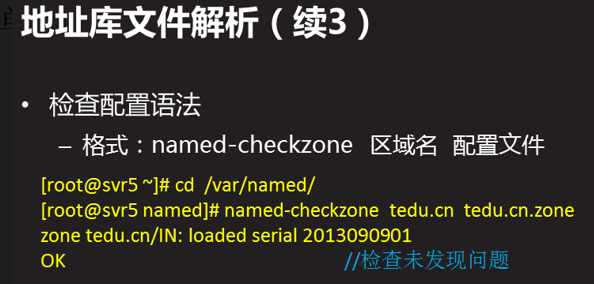 地址库文件解析（续3）
• 检查配置语法
– 格式：named-checkzone 区域名 配置文件
[root@svr5 ~]# cd /var/named/
[root@svr5 named]# named-checkzone tedu.cn tedu.cn.zone
zone tedu.cn/IN: loaded serial 2013090901
OK //检查未发现问题